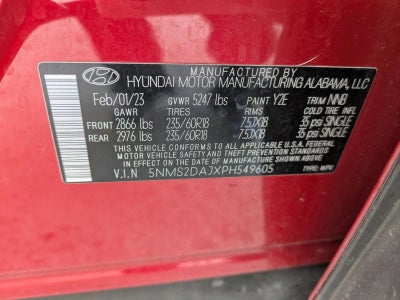 MANUFACTURED BY
HYUNDAI MOTOR MANUFACTURING ALABAMA, LLC
Feb/01/23 GVWR 5247 lbs PAINT Y2E TRIM NNB
GAWR TIRES RIMS COLD TIRE INFL
FRONT 2866 lbs 235/60R18 7.5JX18 35 psi SINGLE
REAR 2976 lbs 235/60R18 7.5JX18 35 psi SINGLE
THIS VEHICLE CONFORMS TO ALL APPLICABLE U.S.A. FEDERAL
MOTOR VEHICLE SAFETY, BUMPER, AND THEFT PREVENTION STANDARDS
IN EFFECT ON THE DATE OF MANUFACTURE SHOWN ABOVE.
V.I.N 5NMS2DAJXPH549605 TYPE: MPV